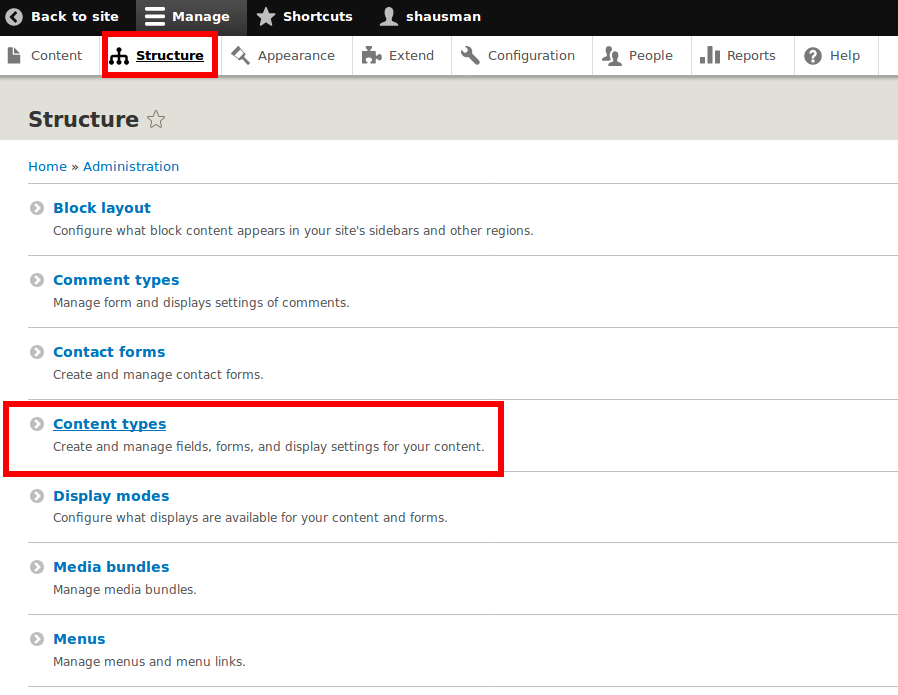 Back to site Manage Shortcuts shausman
Content Structure Appearance Extend Configuration People Reports Help
Structure
Home » Administration
Block layout
Configure what block content appears in your site's sidebars and other regions.
Comment types
Manage form and displays settings of comments.
Contact forms
Create and manage contact forms.
Content types
Create and manage fields, forms, and display settings for your content.
Display modes
Configure what displays are available for your content and forms.
Media bundles
Manage media bundles.
Menus
Manage menus and menu links.